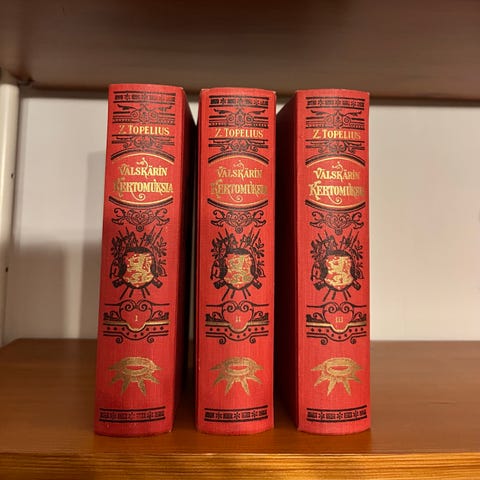 Z. TOPELIUS
VÄLSKÄRIN
KERTOMUKSIA
I
Z. TOPELIUS
VÄLSKÄRIN
KERTOMUKSIA
II
Z. TOPELIUS
VÄLSKÄRIN
KERTOMUKSIA
III